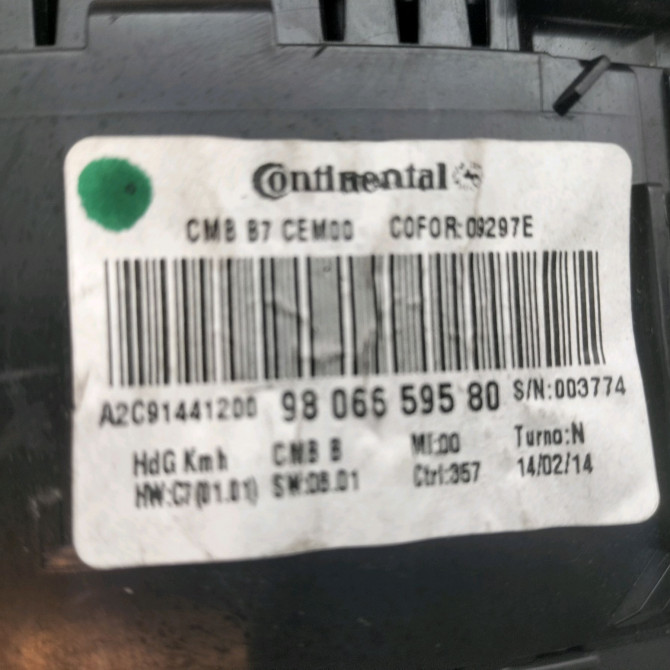 Continental
CMB B7 CEM00 COFOR:09297E
A2C91441200 98 066 595 80 S/N:003774
HdG Kmh CMB B MI:00 Turno:N
HW:C7(01.01) SW:08.01 Ctrl:357 14/02/14